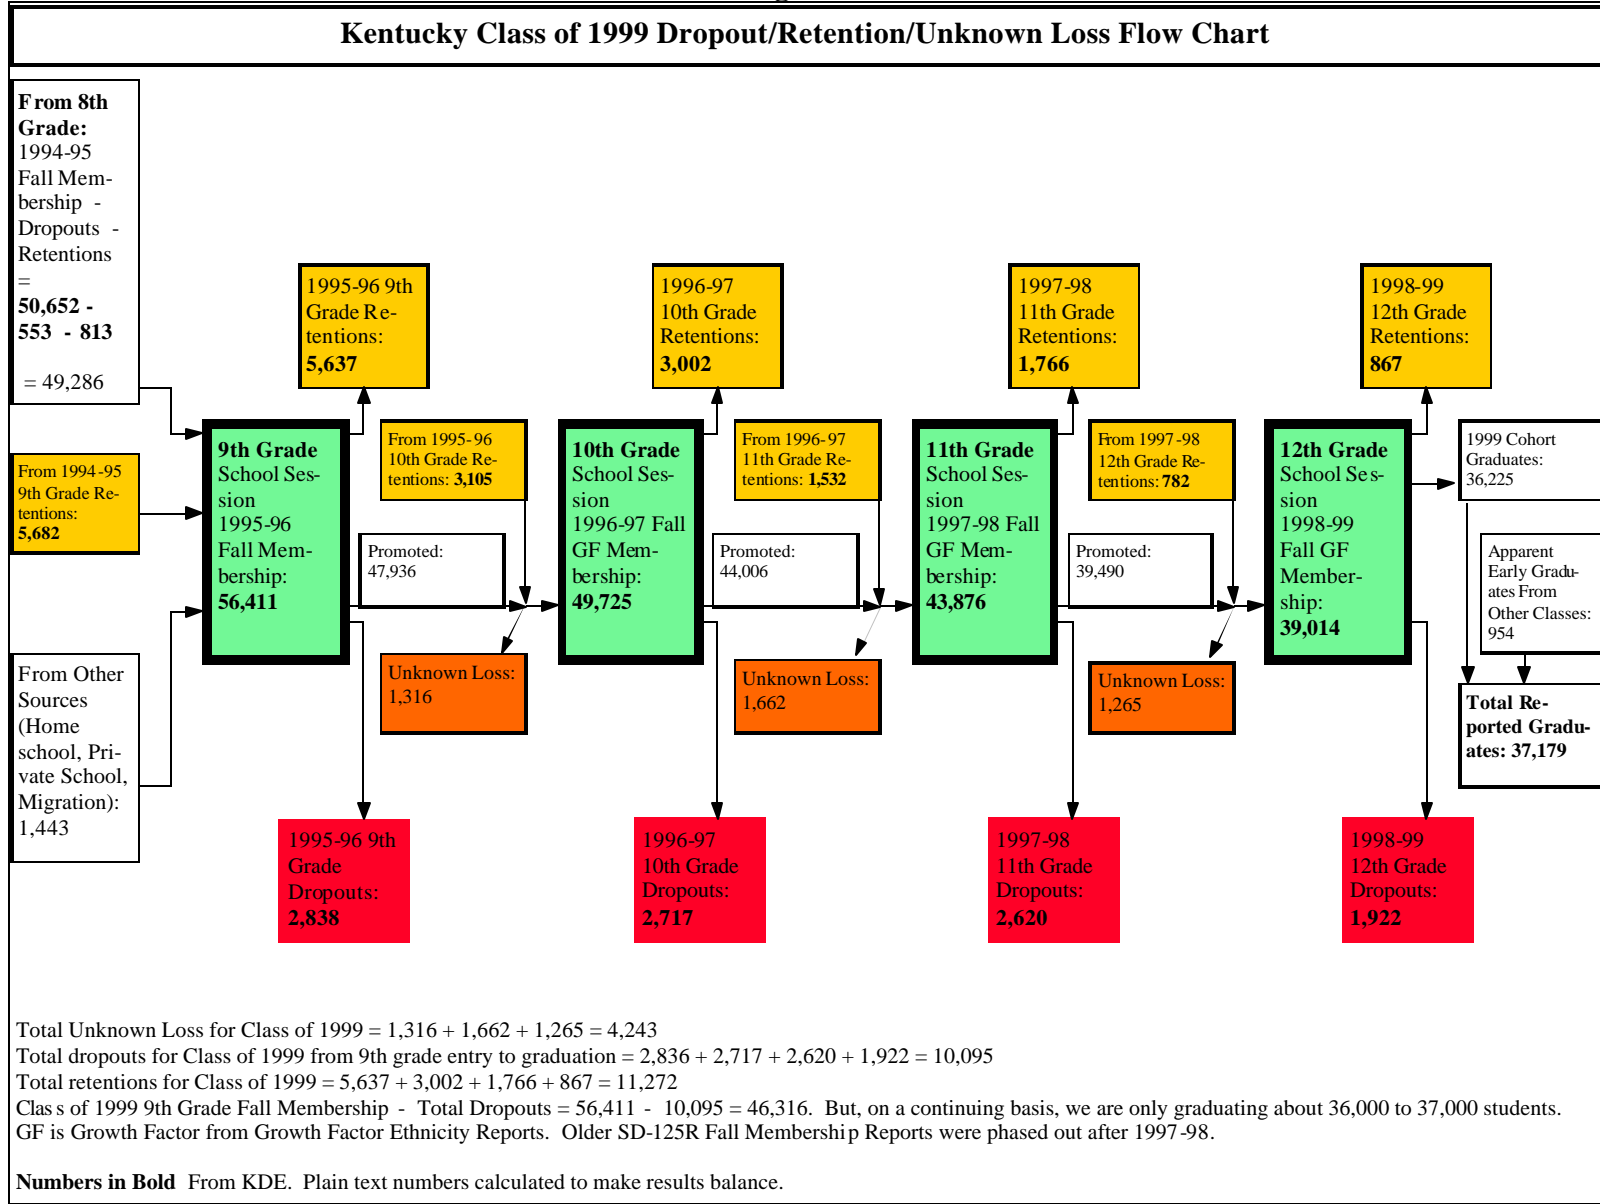 Kentucky Class of 1999 Dropout/Retention/Unknown Loss Flow Chart
From 8th
Grade:
1994-95
Fall Mem-
bership -
Dropouts -
Retentions
=
50,652 -
553 - 813
= 49,286
From 1994-95
9th Grade Re-
tentions:
5,682
From Other
Sources
(Home
school, Pri-
vate School,
Migration):
1,443
9th Grade
School Ses-
sion
1995-96
Fall Mem-
bership:
56,411
1995-96 9th
Grade Re-
tentions:
5,637
From 1995-96
10th Grade Re-
tentions: 3,105
Promoted:
47,936
Unknown Loss:
1,316
1995-96 9th
Grade
Dropouts:
2,838
10th Grade
School Ses-
sion
1996-97 Fall
GF Mem-
bership:
49,725
1996-97
10th Grade
Retentions:
3,002
From 1996-97
11th Grade Re-
tentions: 1,532
Promoted:
44,006
Unknown Loss:
1,662
1996-97
10th Grade
Dropouts:
2,717
11th Grade
School Ses-
sion
1997-98 Fall
GF Mem-
bership:
43,876
1997-98
11th Grade
Retentions:
1,766
From 1997-98
12th Grade Re-
tentions: 782
Promoted:
39,490
Unknown Loss:
1,265
1997-98
11th Grade
Dropouts:
2,620
12th Grade
School Ses-
sion
1998-99
Fall GF
Member-
ship:
39,014
1998-99
12th Grade
Retentions:
867
1999 Cohort
Graduates:
36,225
Apparent
Early Gradu-
ates From
Other Classes:
954
Total Re-
ported Gradu-
ates: 37,179
1998-99
12th Grade
Dropouts:
1,922
Total Unknown Loss for Class of 1999 = 1,316 + 1,662 + 1,265 = 4,243
Total dropouts for Class of 1999 from 9th grade entry to graduation = 2,836 + 2,717 + 2,620 + 1,922 = 10,095
Total retentions for Class of 1999 = 5,637 + 3,002 + 1,766 + 867 = 11,272
Class of 1999 9th Grade Fall Membership - Total Dropouts = 56,411 - 10,095 = 46,316. But, on a continuing basis, we are only graduating about 36,000 to 37,000 students.
GF is Growth Factor from Growth Factor Ethnicity Reports. Older SD-125R Fall Membership Reports were phased out after 1997-98.
Numbers in Bold From KDE. Plain text numbers calculated to make results balance.